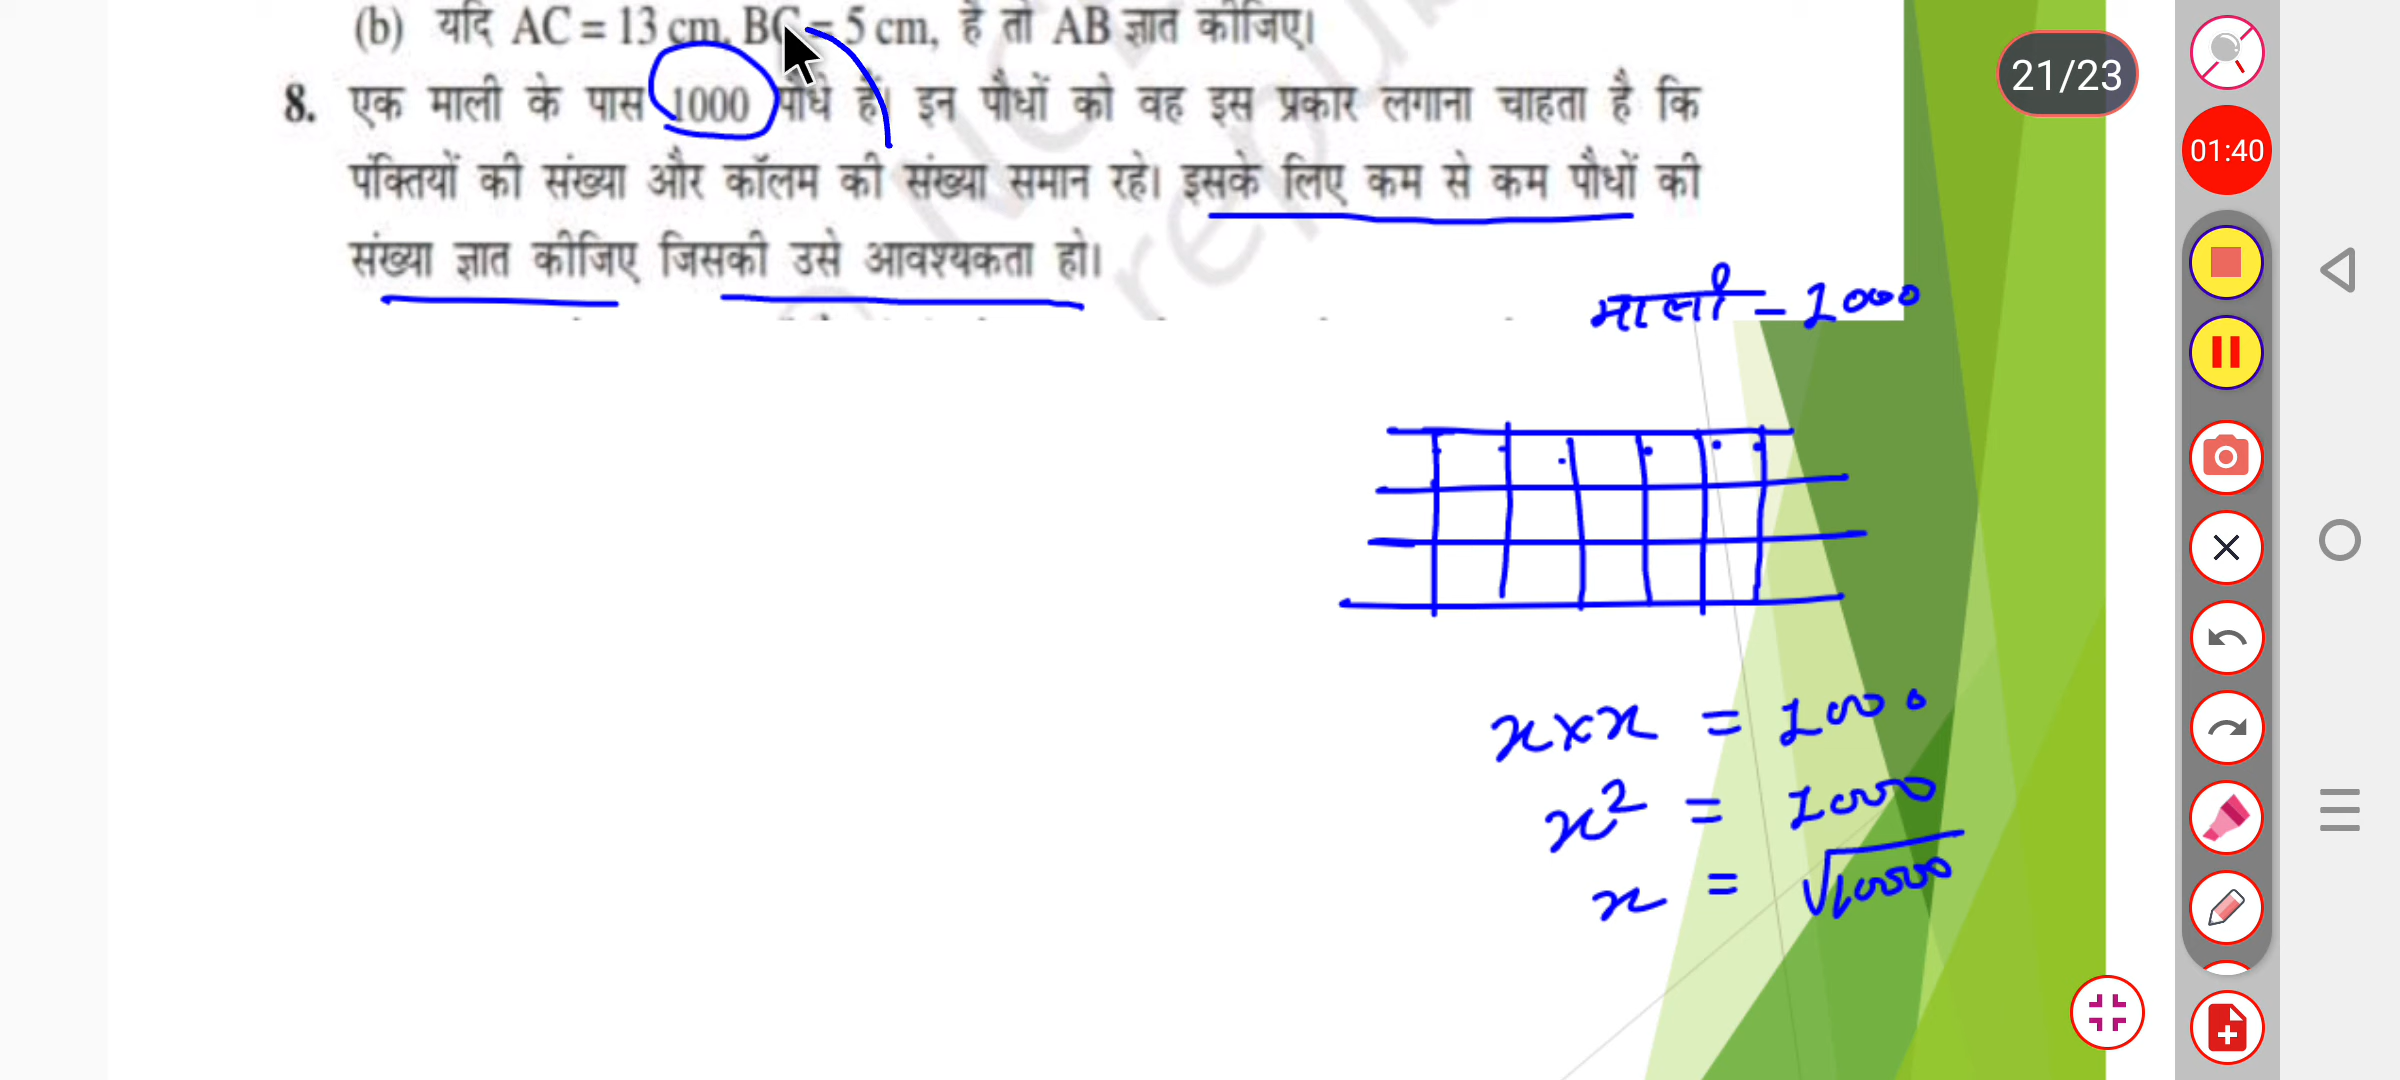 (b) यदि AC = 13 cm, BC = 5 cm, है तो AB ज्ञात कीजिए।
8. एक माली के पास 1000 पौधे हैं। इन पौधों को वह इस प्रकार लगाना चाहता है कि
पंक्तियों की संख्या और कॉलम की संख्या समान रहे। इसके लिए कम से कम पौधों की
संख्या ज्ञात कीजिए जिसकी उसे आवश्यकता हो।
माली - 1000
x × x = 1000
x² = 1000
x =
21/23
01:40